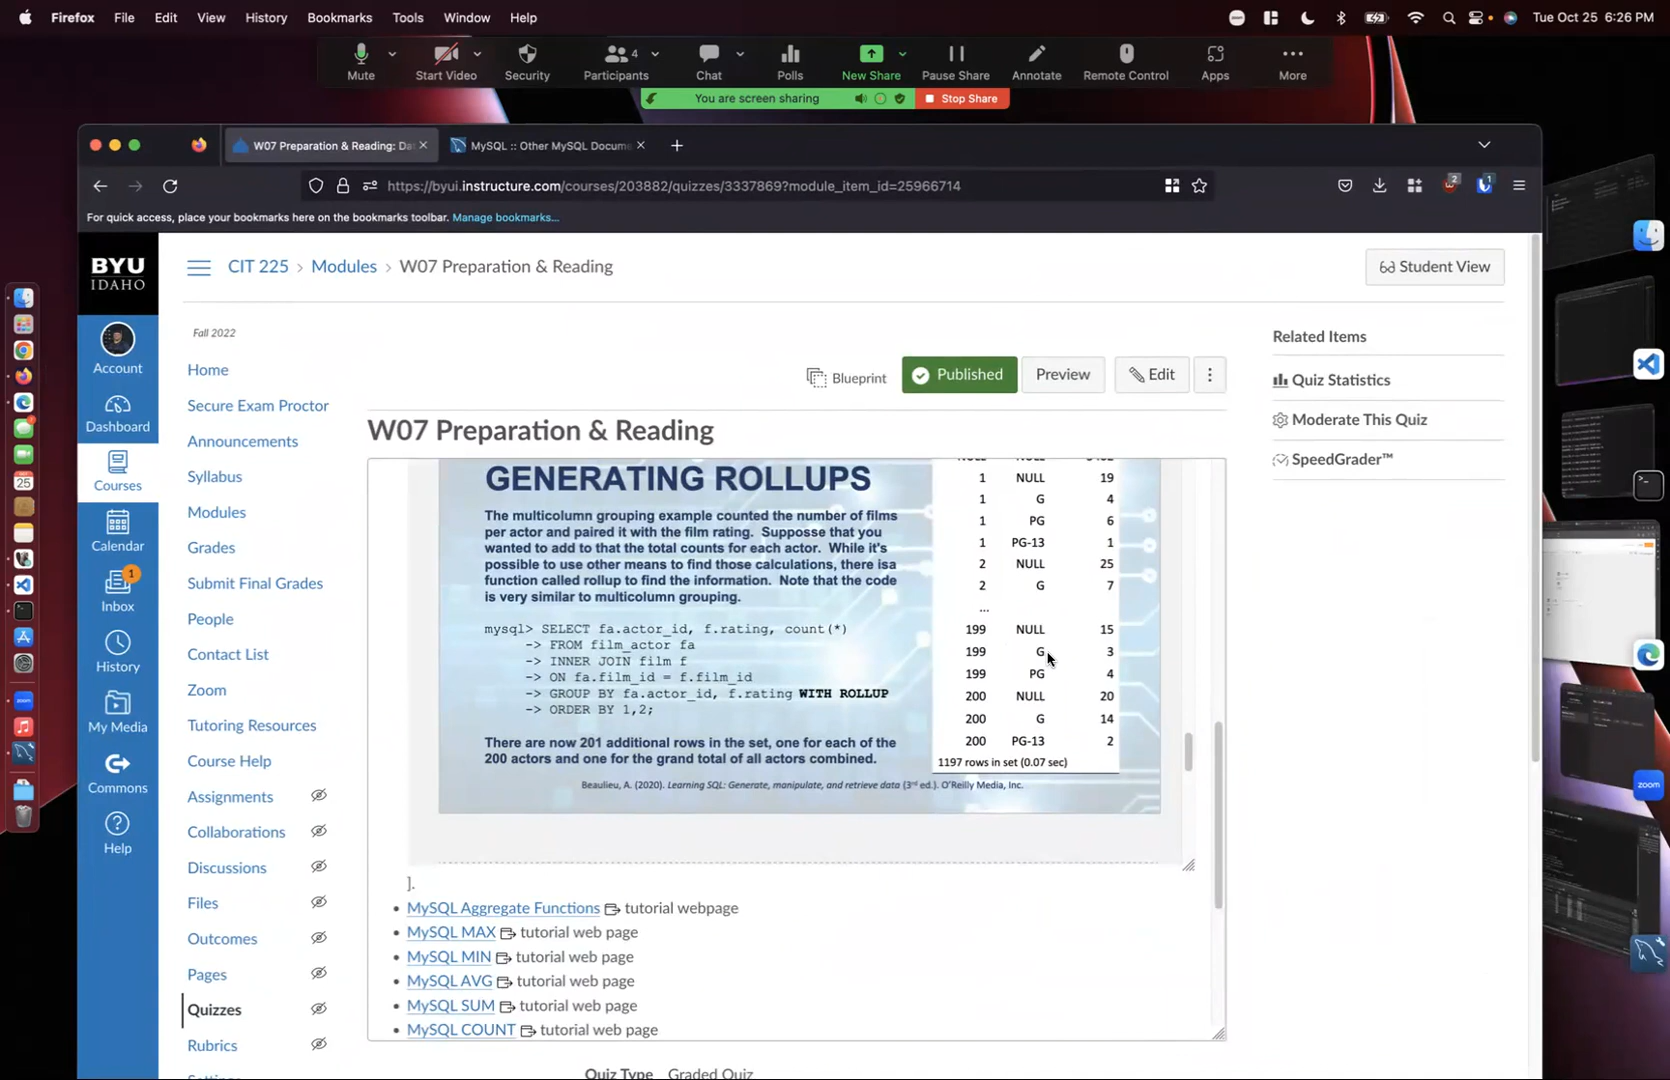 Firefox File Edit View History Bookmarks Tools Window Help Tue Oct 25 6:26 PM
Mute Start Video Security Participants 4 Chat Polls New Share Pause Share Annotate Remote Control Apps More
You are screen sharing Stop Share
W07 Preparation & Reading: Da MySQL :: Other MySQL Docume
https://byui.instructure.com/courses/203882/quizzes/3337869?module_item_id=25966714 2 1
For quick access, place your bookmarks here on the bookmarks toolbar. Manage bookmarks...
BYU
IDAHO
Account
Dashboard
Courses
Calendar
1
Inbox
History
My Media
Commons
Help
CIT 225 > Modules > W07 Preparation & Reading
Student View
Fall 2022
Home
Secure Exam Proctor
Announcements
Syllabus
Modules
Grades
Submit Final Grades
People
Contact List
Zoom
Tutoring Resources
Course Help
Assignments
Collaborations
Discussions
Files
Outcomes
Pages
Quizzes
Rubrics
Blueprint Published Preview Edit
W07 Preparation & Reading
GENERATING ROLLUPS
The multicolumn grouping example counted the number of films
per actor and paired it with the film rating. Suppose that you
wanted to add to that the total counts for each actor. While it's
possible to use other means to find those calculations, there isa
function called rollup to find the information. Note that the code
is very similar to multicolumn grouping.
mysql> SELECT fa.actor_id, f.rating, count(*)
-> FROM film_actor fa
-> INNER JOIN film f
-> ON fa.film_id = f.film_id
-> GROUP BY fa.actor_id, f.rating WITH ROLLUP
-> ORDER BY 1,2;
There are now 201 additional rows in the set, one for each of the
200 actors and one for the grand total of all actors combined.
1 NULL 19
1 G 4
1 PG 6
1 PG-13 1
2 NULL 25
2 G 7
...
199 NULL 15
199 G 3
199 PG 4
200 NULL 20
200 G 14
200 PG-13 2
1197 rows in set (0.07 sec)
Beaulieu, A. (2020). Learning SQL: Generate, manipulate, and retrieve data (3rd ed.). O'Reilly Media, Inc.
].
• MySQL Aggregate Functions tutorial webpage
• MySQL MAX tutorial web page
• MySQL MIN tutorial web page
• MySQL AVG tutorial web page
• MySQL SUM tutorial web page
• MySQL COUNT tutorial web page
Quiz Type Graded Quiz
Related Items
Quiz Statistics
Moderate This Quiz
SpeedGrader™
zoom